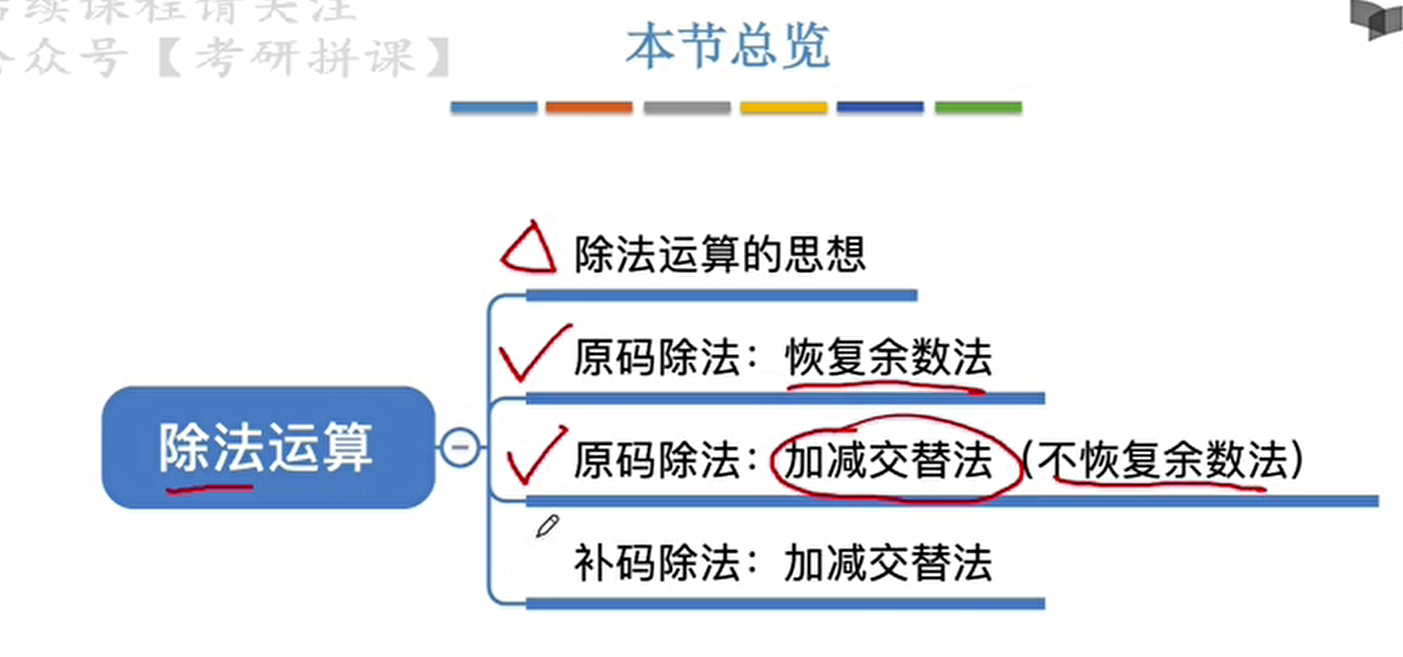 后续课程请关注
公众号【考研拼课】
本节总览
除法运算的思想
原码除法：恢复余数法
除法运算
原码除法：加减交替法（不恢复余数法）
补码除法：加减交替法